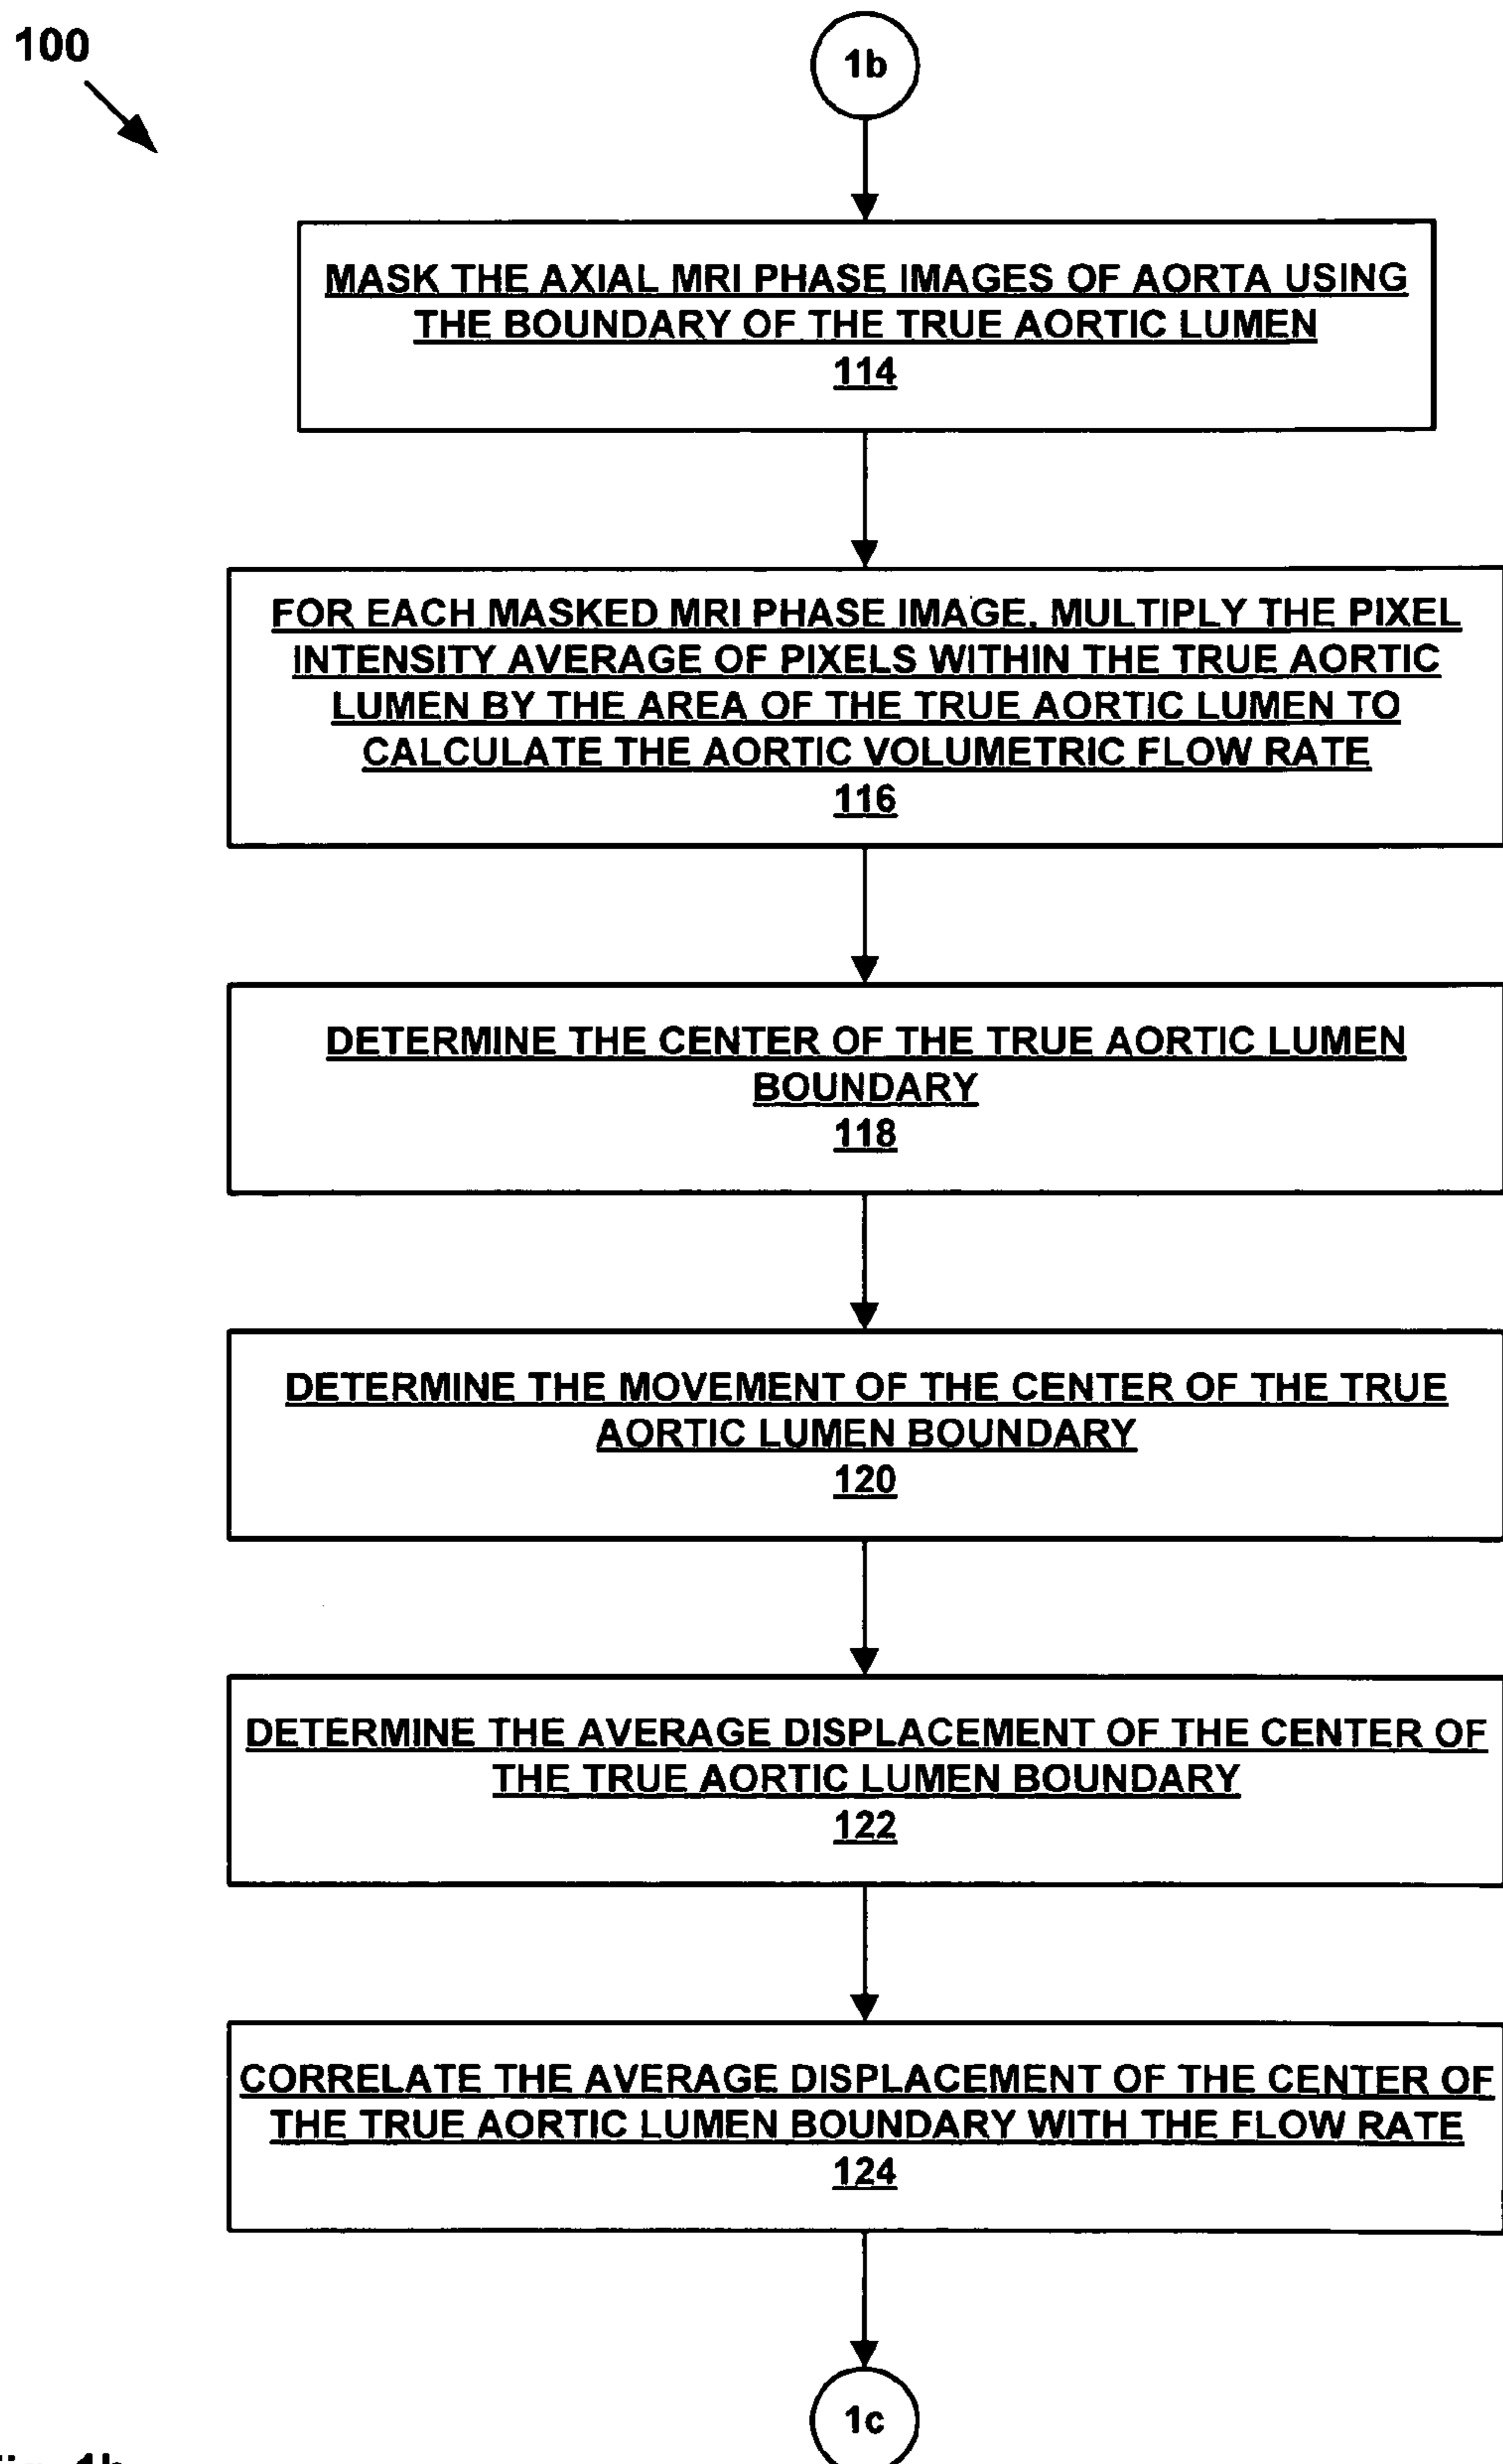 100
1b
MASK THE AXIAL MRI PHASE IMAGES OF AORTA USING
THE BOUNDARY OF THE TRUE AORTIC LUMEN
114
FOR EACH MASKED MRI PHASE IMAGE, MULTIPLY THE PIXEL
INTENSITY AVERAGE OF PIXELS WITHIN THE TRUE AORTIC
LUMEN BY THE AREA OF THE TRUE AORTIC LUMEN TO
CALCULATE THE AORTIC VOLUMETRIC FLOW RATE
116
DETERMINE THE CENTER OF THE TRUE AORTIC LUMEN
BOUNDARY
118
DETERMINE THE MOVEMENT OF THE CENTER OF THE TRUE
AORTIC LUMEN BOUNDARY
120
DETERMINE THE AVERAGE DISPLACEMENT OF THE CENTER OF
THE TRUE AORTIC LUMEN BOUNDARY
122
CORRELATE THE AVERAGE DISPLACEMENT OF THE CENTER OF
THE TRUE AORTIC LUMEN BOUNDARY WITH THE FLOW RATE
124
1c